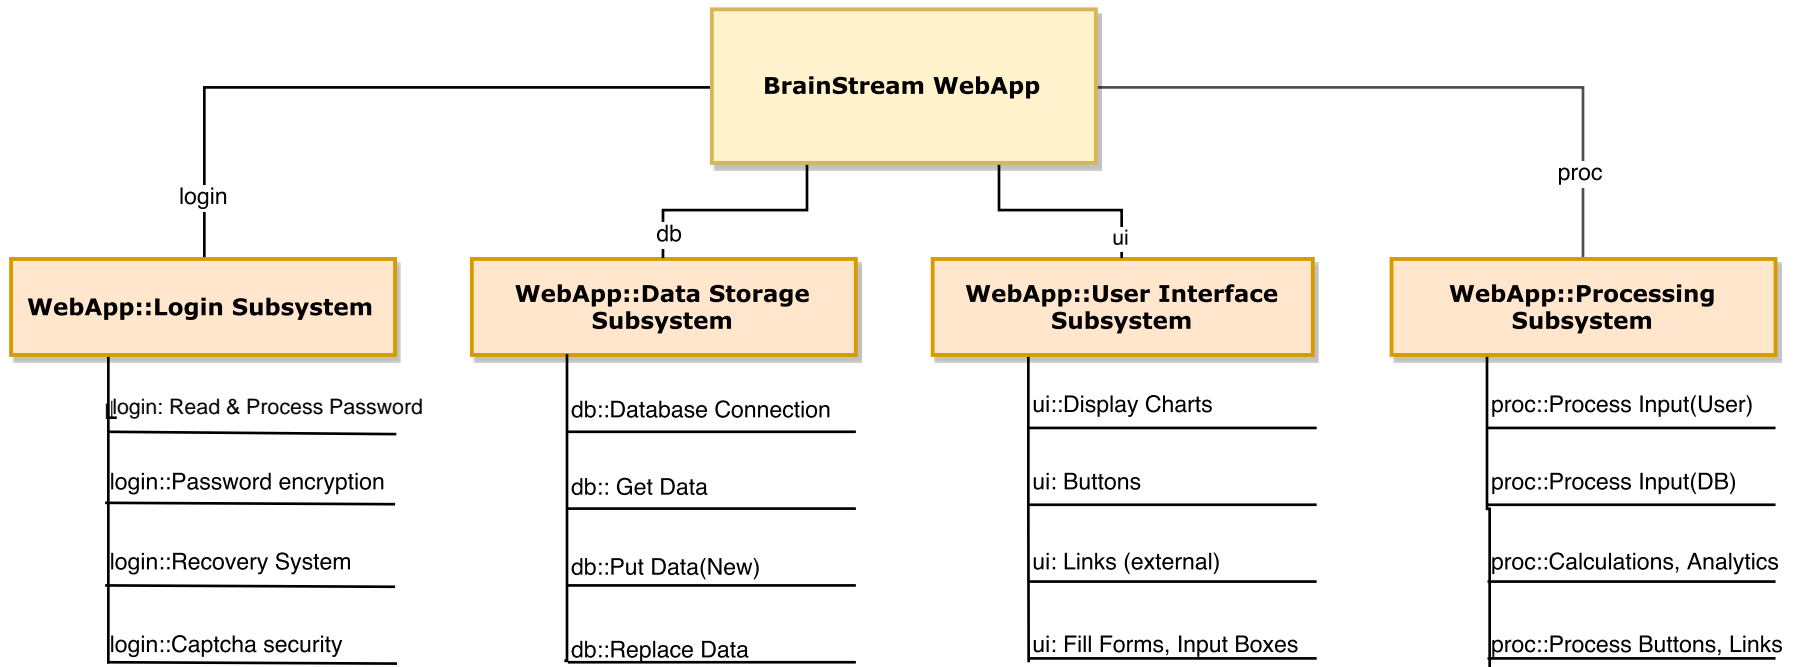 BrainStream WebApp
login
db
ui
proc
WebApp::Login Subsystem
login: Read & Process Password
login::Password encryption
login::Recovery System
login::Captcha security
WebApp::Data Storage
Subsystem
db::Database Connection
db:: Get Data
db::Put Data(New)
db::Replace Data
WebApp::User Interface
Subsystem
ui::Display Charts
ui: Buttons
ui: Links (external)
ui: Fill Forms, Input Boxes
WebApp::Processing
Subsystem
proc::Process Input(User)
proc::Process Input(DB)
proc::Calculations, Analytics
proc::Process Buttons, Links